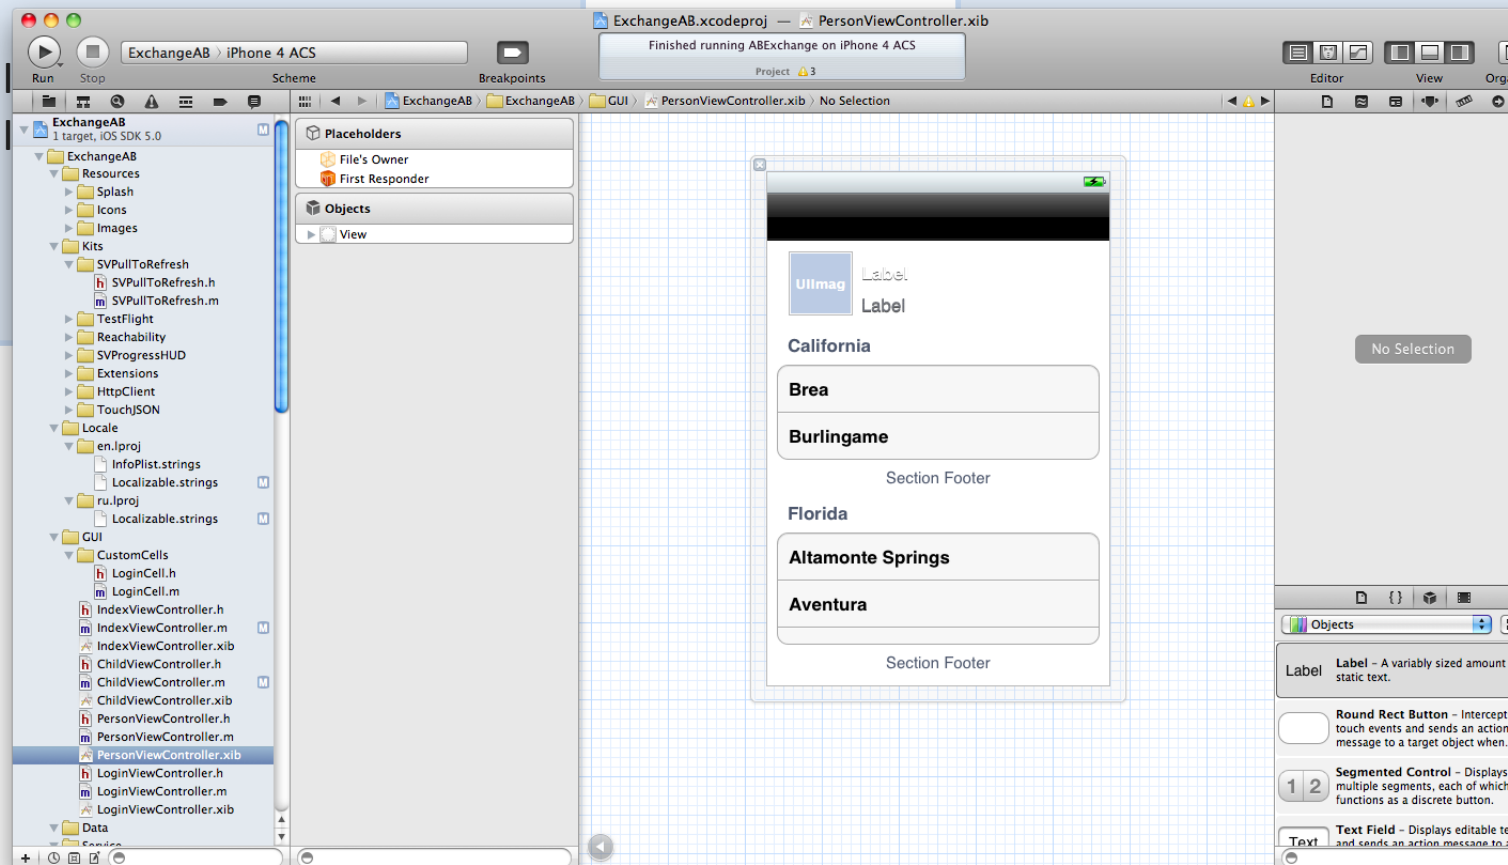 ExchangeAB.xcodeproj — PersonViewController.xib
Run
Stop
ExchangeAB › iPhone 4 ACS
Scheme
Breakpoints
Finished running ABExchange on iPhone 4 ACS
Project 3
Editor
View
ExchangeAB
ExchangeAB
GUI
PersonViewController.xib
No Selection
ExchangeAB
1 target, iOS SDK 5.0
M
ExchangeAB
Resources
Splash
Icons
Images
Kits
SVPullToRefresh
h SVPullToRefresh.h
m SVPullToRefresh.m
TestFlight
Reachability
SVProgressHUD
Extensions
HttpClient
TouchJSON
Locale
en.lproj
InfoPlist.strings
Localizable.strings M
ru.lproj
Localizable.strings M
GUI
CustomCells
h LoginCell.h
m LoginCell.m
h IndexViewController.h
m IndexViewController.m M
IndexViewController.xib
h ChildViewController.h
m ChildViewController.m M
ChildViewController.xib
h PersonViewController.h
m PersonViewController.m
PersonViewController.xib
h LoginViewController.h
m LoginViewController.m
LoginViewController.xib
Data
Placeholders
File's Owner
First Responder
Objects
View
UIImag
Label
Label
California
Brea
Burlingame
Section Footer
Florida
Altamonte Springs
Aventura
Section Footer
No Selection
{ }
Objects
Label
Label – A variably sized amount
static text.
Round Rect Button – Intercept
touch events and sends an action
message to a target object when.
1 2
Segmented Control – Displays
multiple segments, each of which
functions as a discrete button.
Text
Text Field – Displays editable te
and sends an action message to a